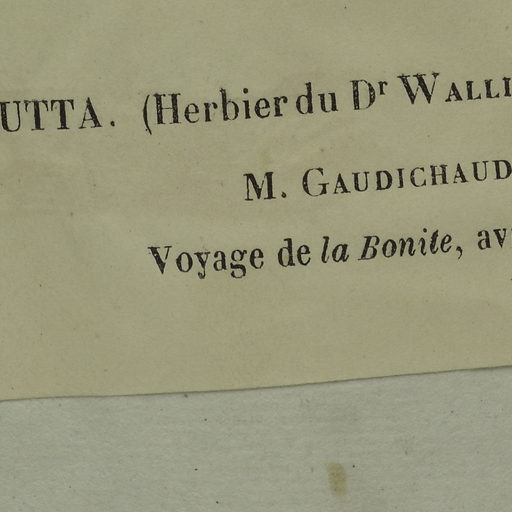 UTTA. (Herbier du Dr WALLI
M. GAUDICHAUD
Voyage de la Bonite, av